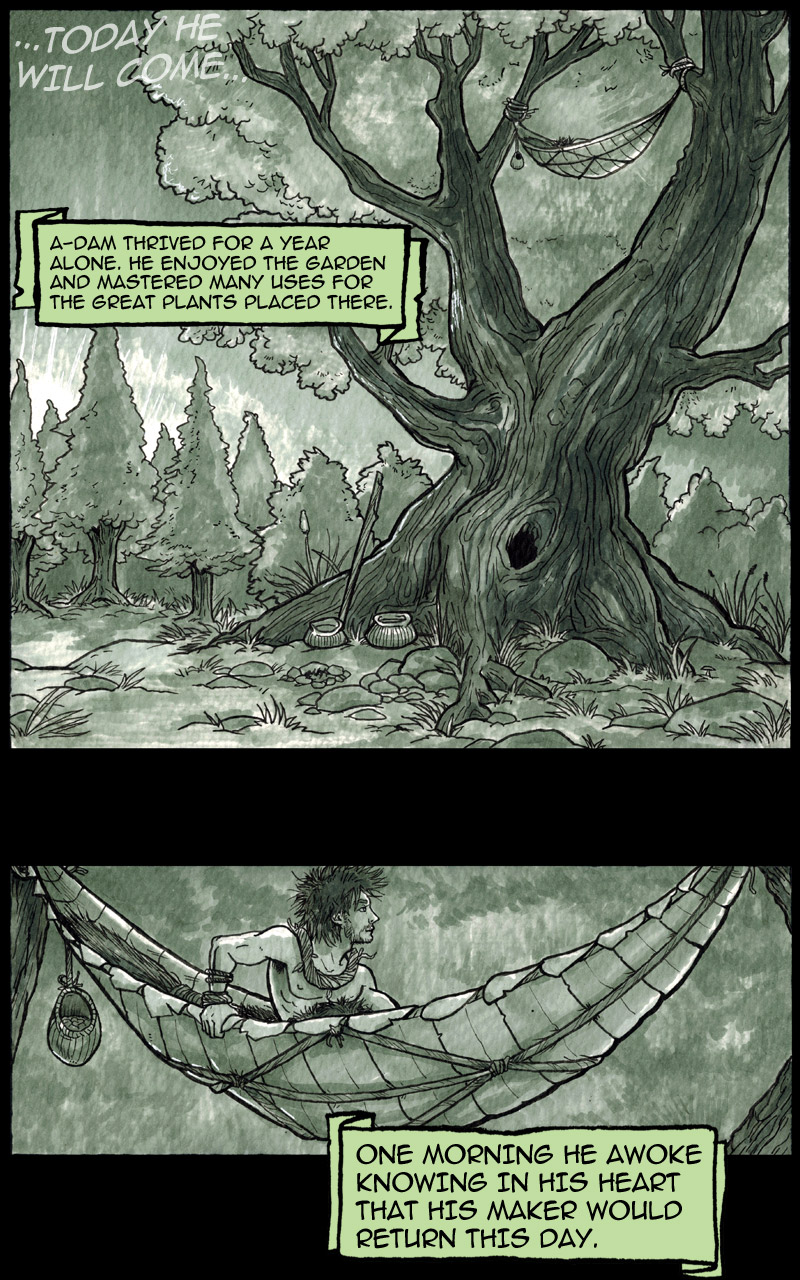 ...TODAY HE
WILL COME...
A-DAM THRIVED FOR A YEAR
ALONE. HE ENJOYED THE GARDEN
AND MASTERED MANY USES FOR
THE GREAT PLANTS PLACED THERE.
ONE MORNING HE AWOKE
KNOWING IN HIS HEART
THAT HIS MAKER WOULD
RETURN THIS DAY.